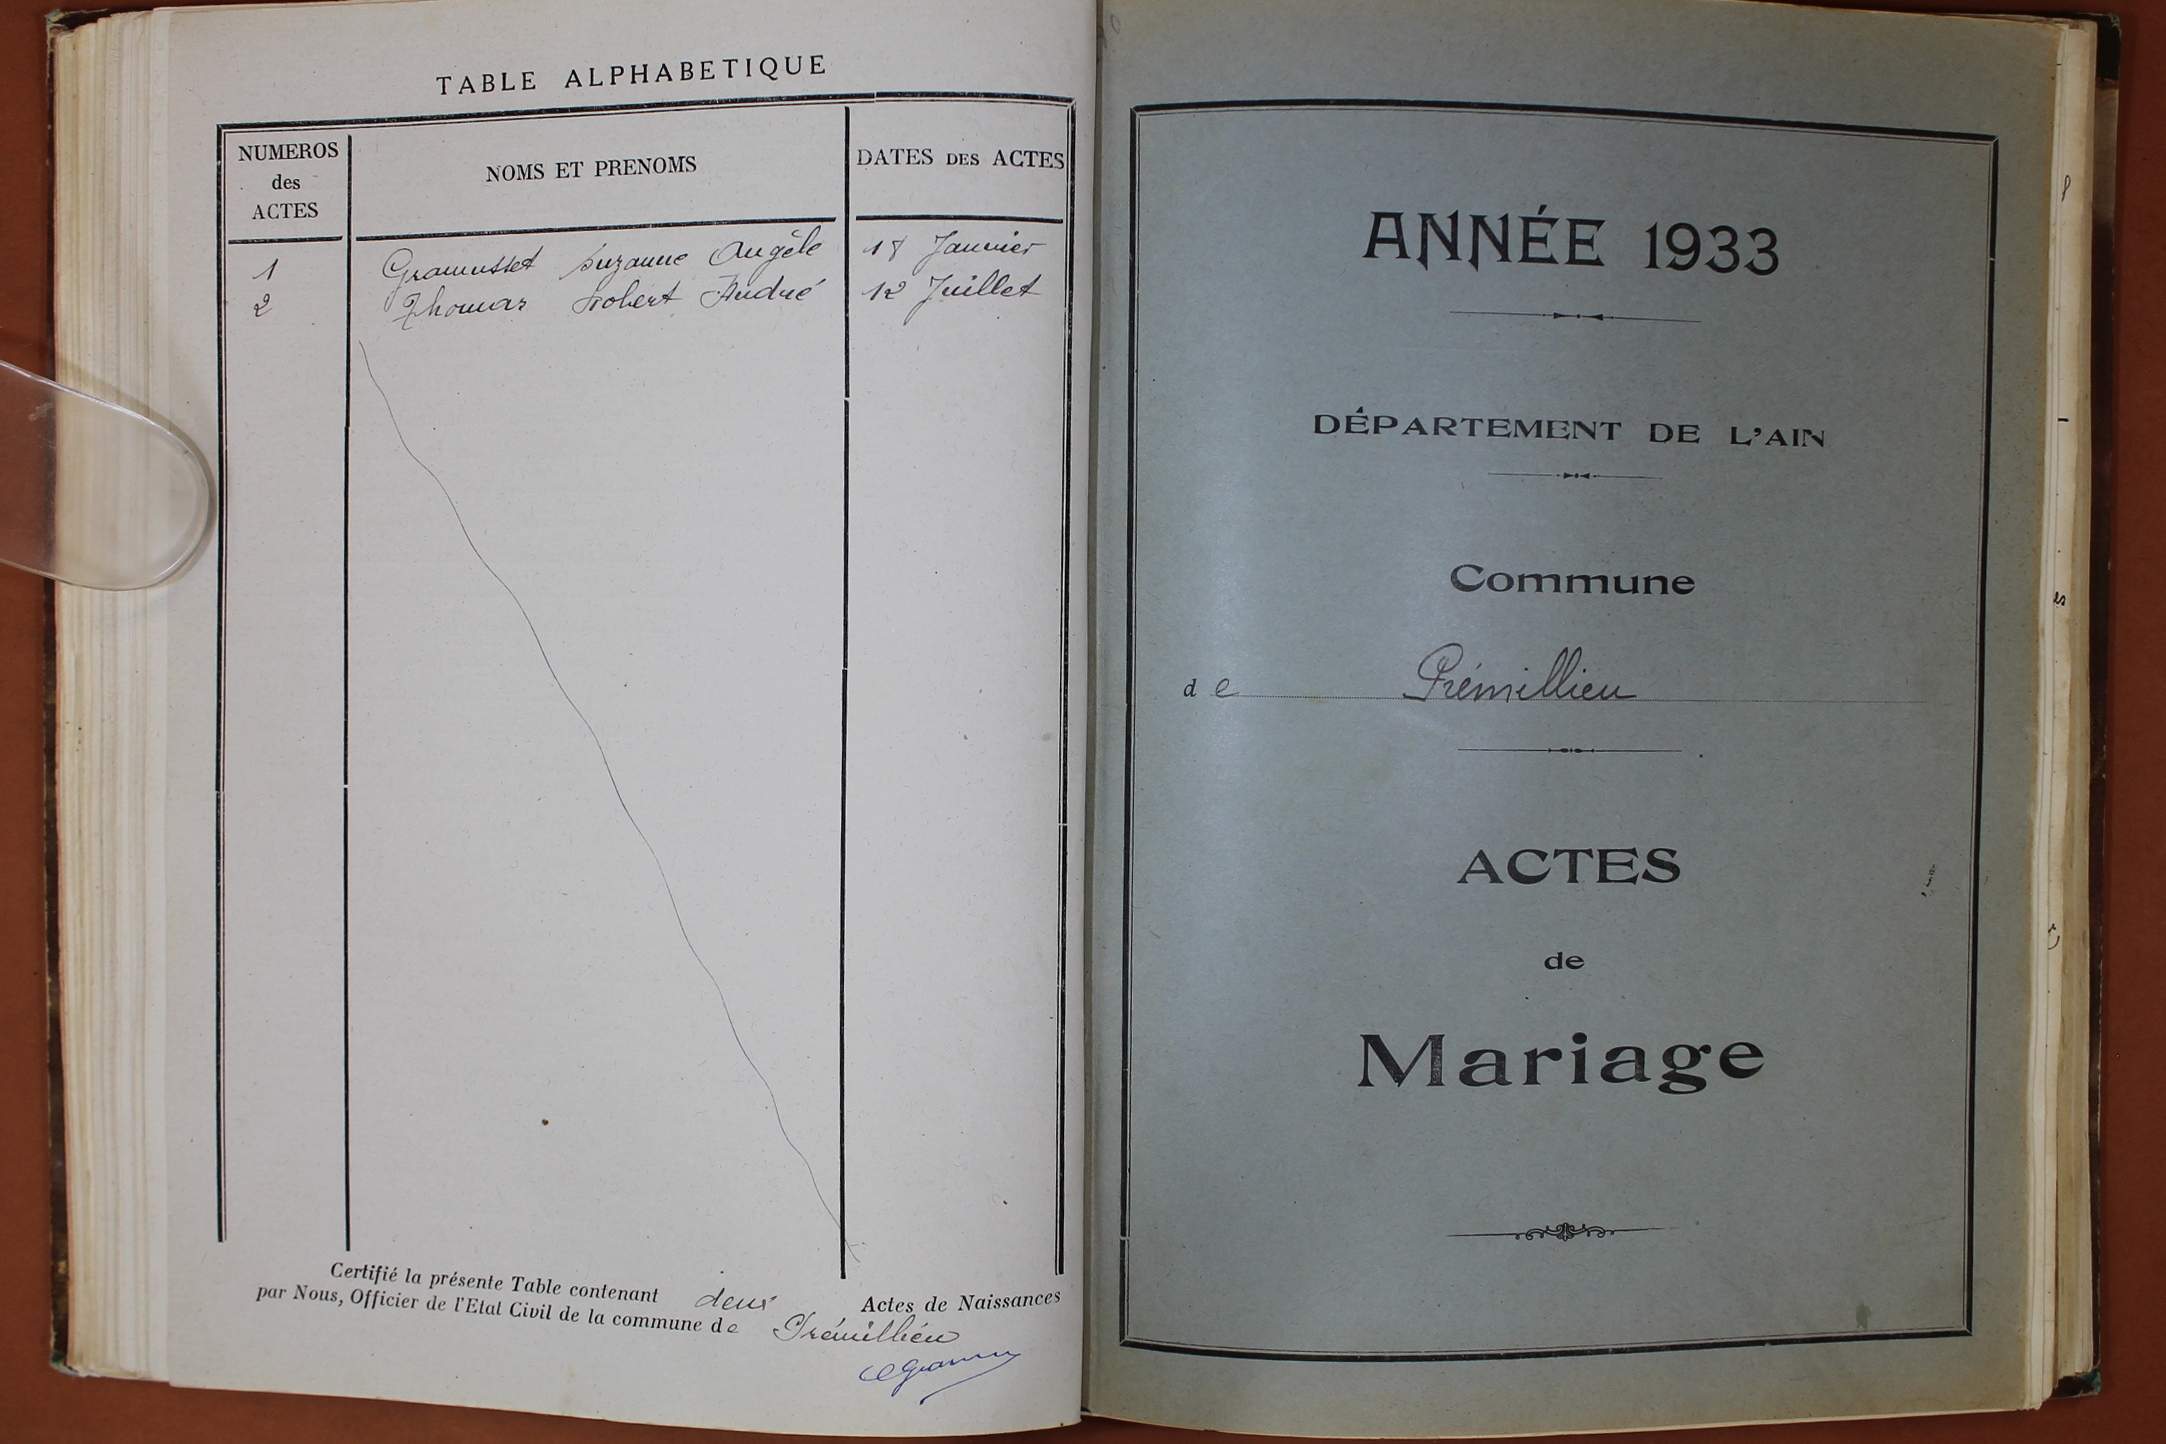 TABLE ALPHABETIQUE
NUMEROS
des
ACTES
NOMS ET PRENOMS
DATES DES ACTES
1 Gramusset Suzanne Angèle 18 Janvier
2 Thomas Robert André 12 Juillet
Certifié la présente Table contenant deux Actes de Naissances
par Nous, Officier de l'Etat Civil de la commune de Prémillieu
ANNÉE 1933
DÉPARTEMENT DE L'AIN
Commune
de Prémillieu
ACTES
de
Mariage